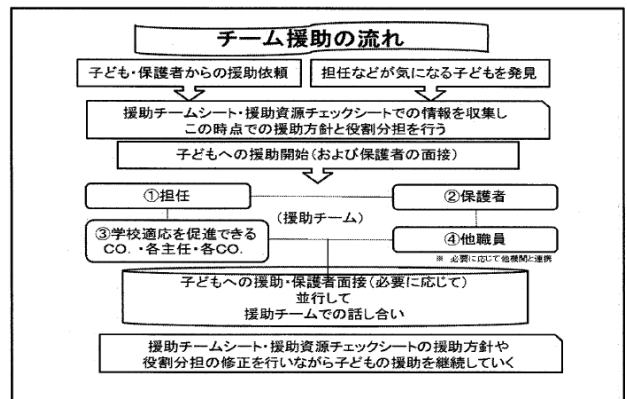 チーム援助の流れ
子ども・保護者からの援助依頼
担任などが気になる子どもを発見
援助チームシート・援助資源チェックシートでの情報を収集し
この時点での援助方針と役割分担を行う
子どもへの援助開始(および保護者の面接)
①担任
②保護者
(援助チーム)
③学校適応を促進できる
CO.・各主任・各CO.
④他職員
※ 必要に応じて他機関と連携
子どもへの援助・保護者面接(必要に応じて)
並行して
援助チームでの話し合い
援助チームシート・援助資源チェックシートの援助方針や
役割分担の修正を行いながら子どもの援助を継続していく